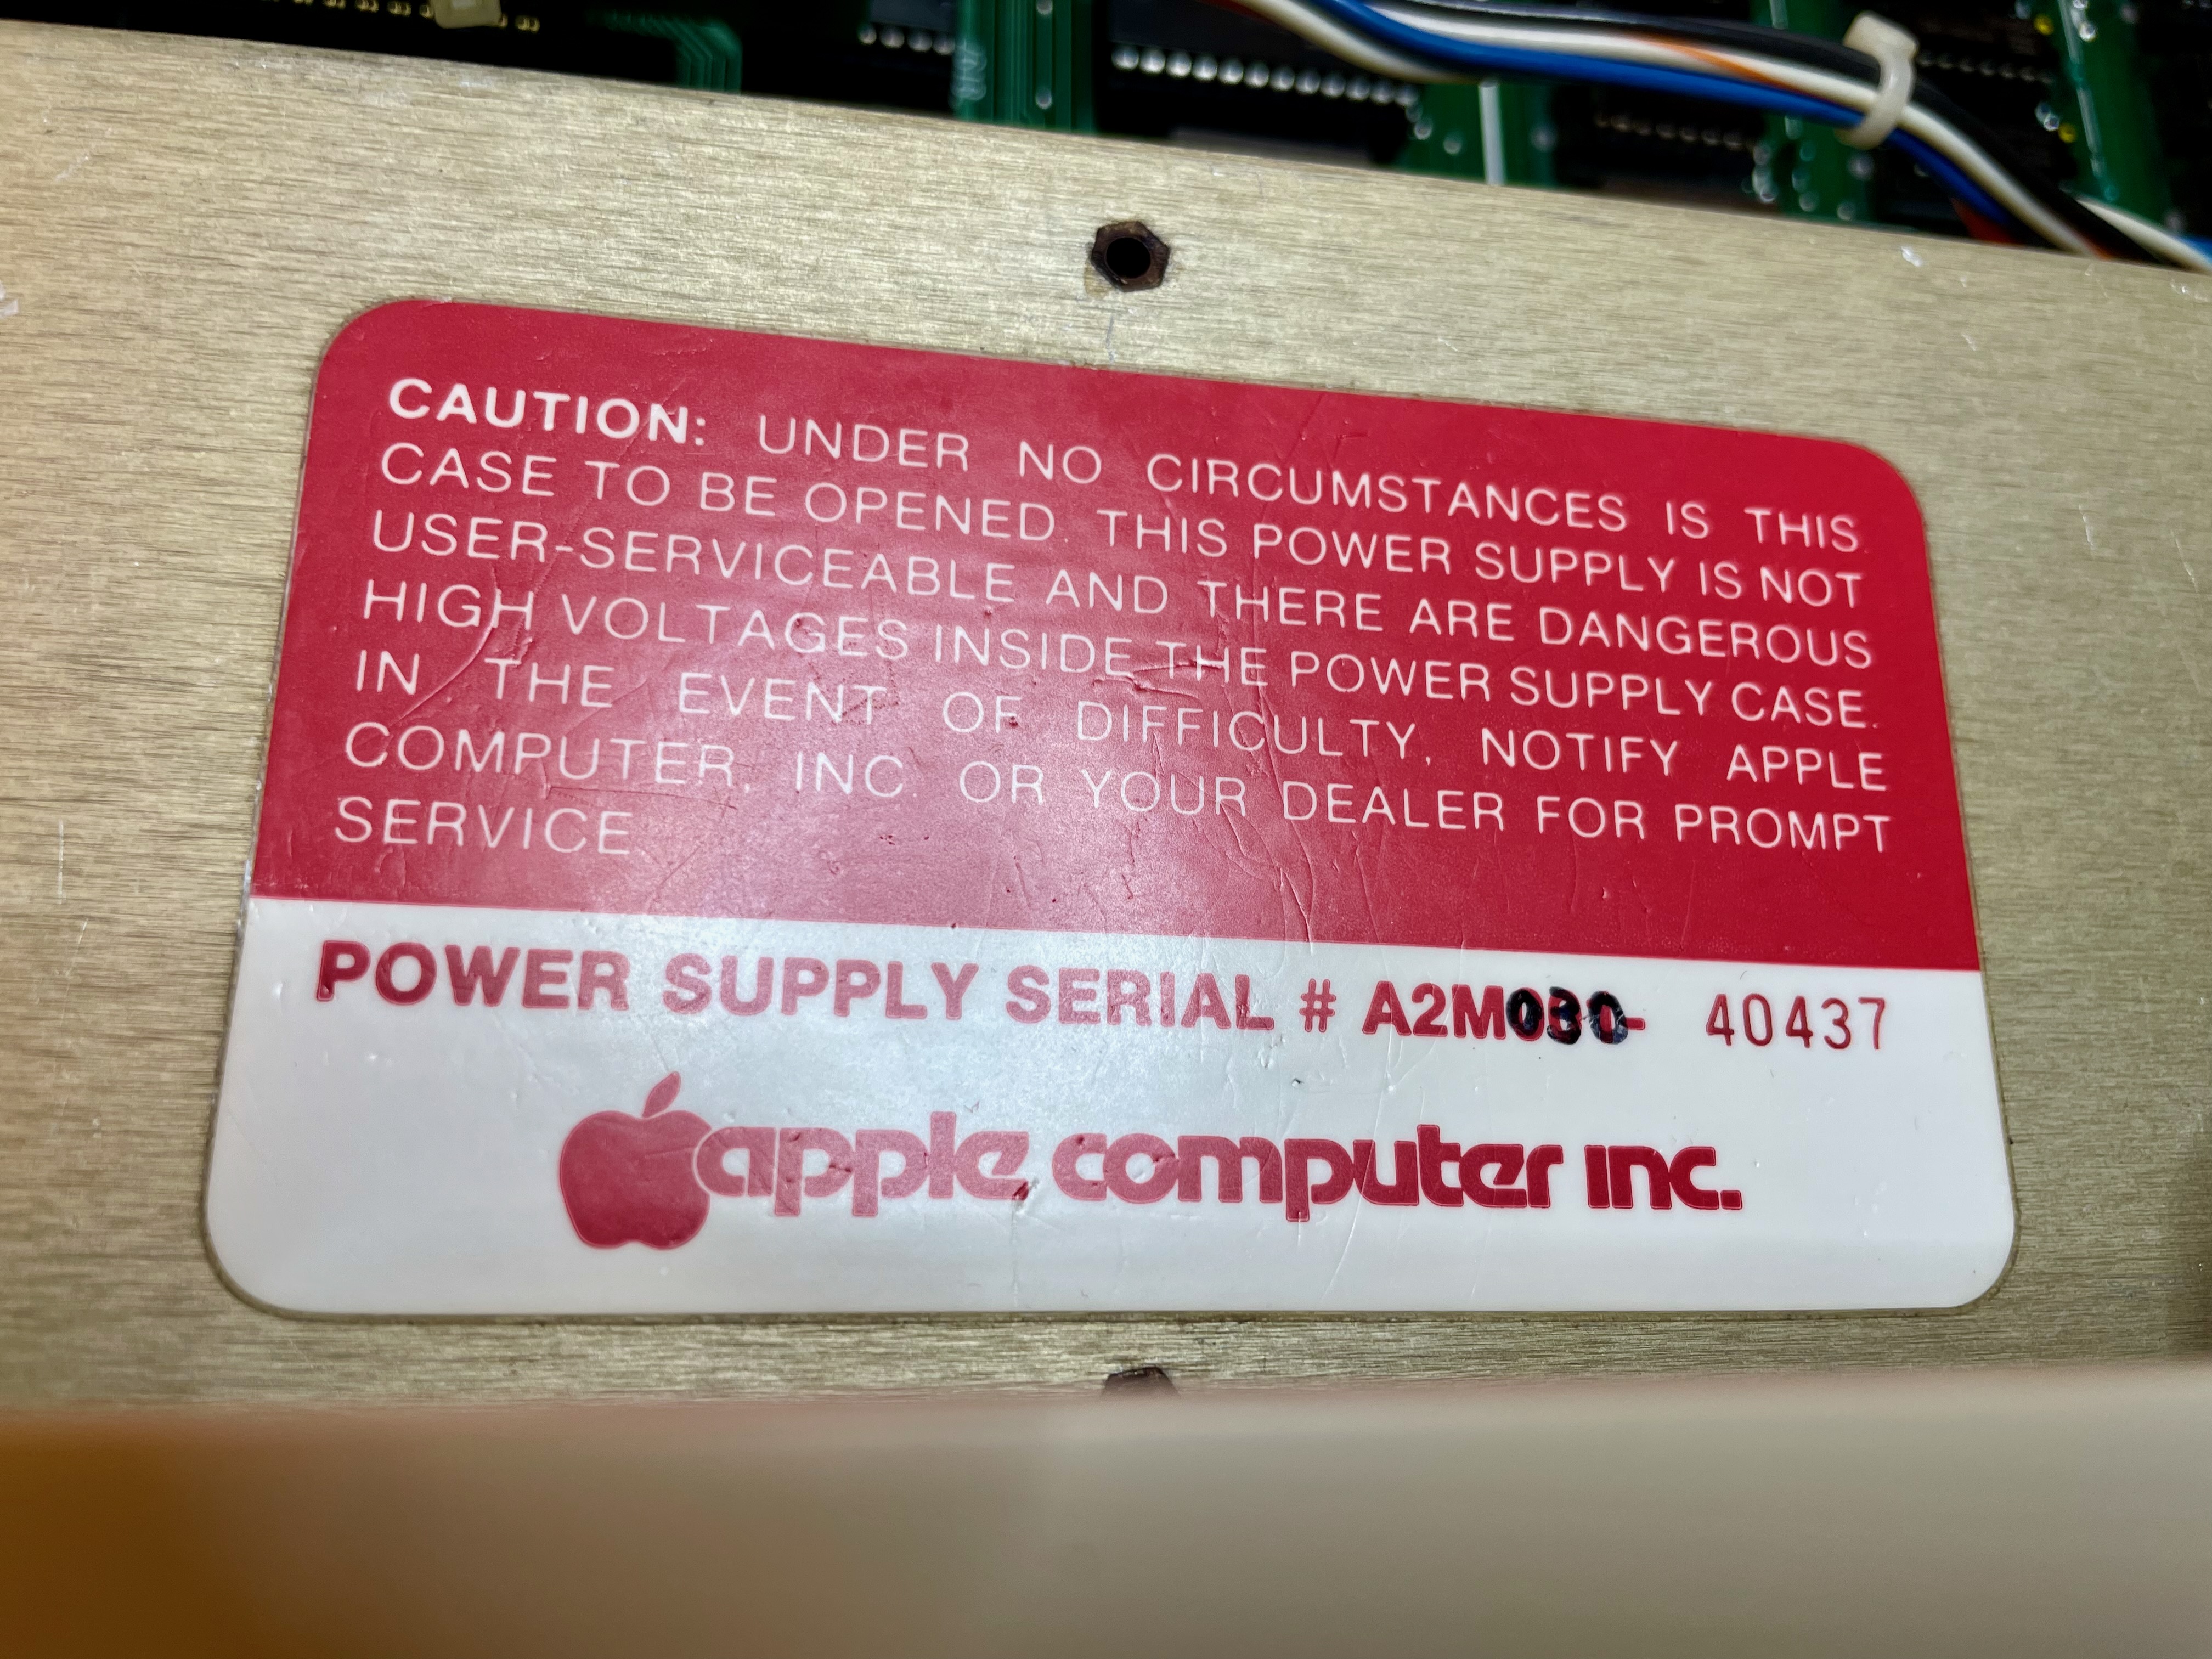 CAUTION: UNDER NO CIRCUMSTANCES IS THIS
CASE TO BE OPENED. THIS POWER SUPPLY IS NOT
USER-SERVICEABLE AND THERE ARE DANGEROUS
HIGH VOLTAGES INSIDE THE POWER SUPPLY CASE.
IN THE EVENT OF DIFFICULTY, NOTIFY APPLE
COMPUTER, INC. OR YOUR DEALER FOR PROMPT
SERVICE
POWER SUPPLY SERIAL # 40437
apple computer inc.